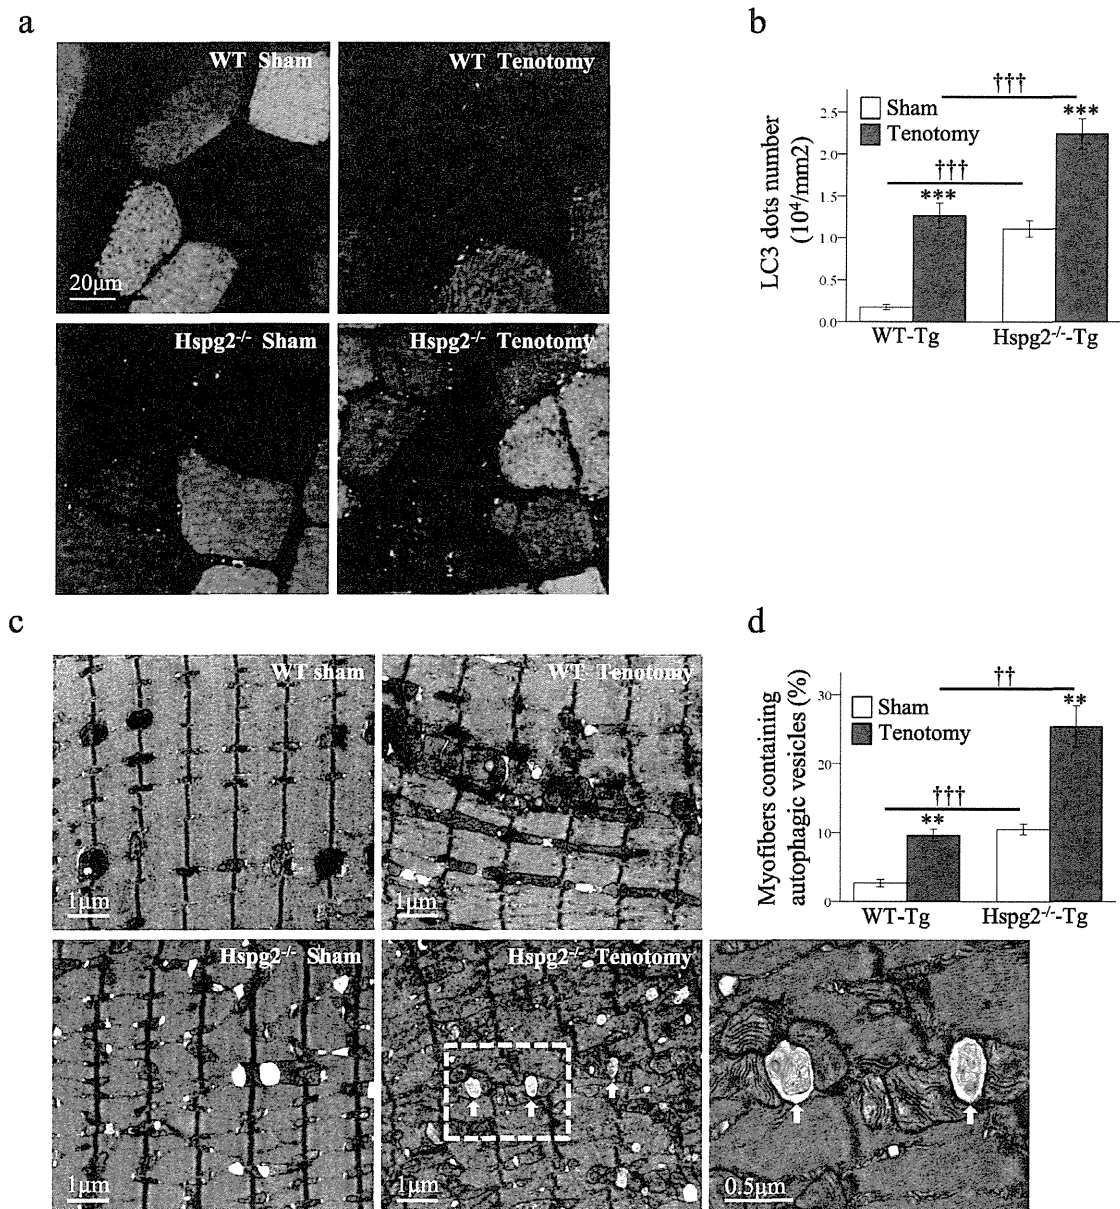 a
WT Sham
WT Tenotomy
20μm
Hspg2-/- Sham
Hspg2-/- Tenotomy
b
LC3 dots number
(10⁴/mm2)
2.5
2.0
1.5
1.0
0.5
0.0
Sham
Tenotomy
†††
***
†††
***
WT-Tg
Hspg2-/--Tg
c
WT sham
1μm
WT Tenotomy
1μm
Hspg2-/- Sham
1μm
Hspg2-/- Tenotomy
1μm
0.5μm
d
Myofibers containing
autophagic vesicles (%)
30
20
10
0
Sham
Tenotomy
††
**
†††
**
WT-Tg
Hspg2-/--Tg